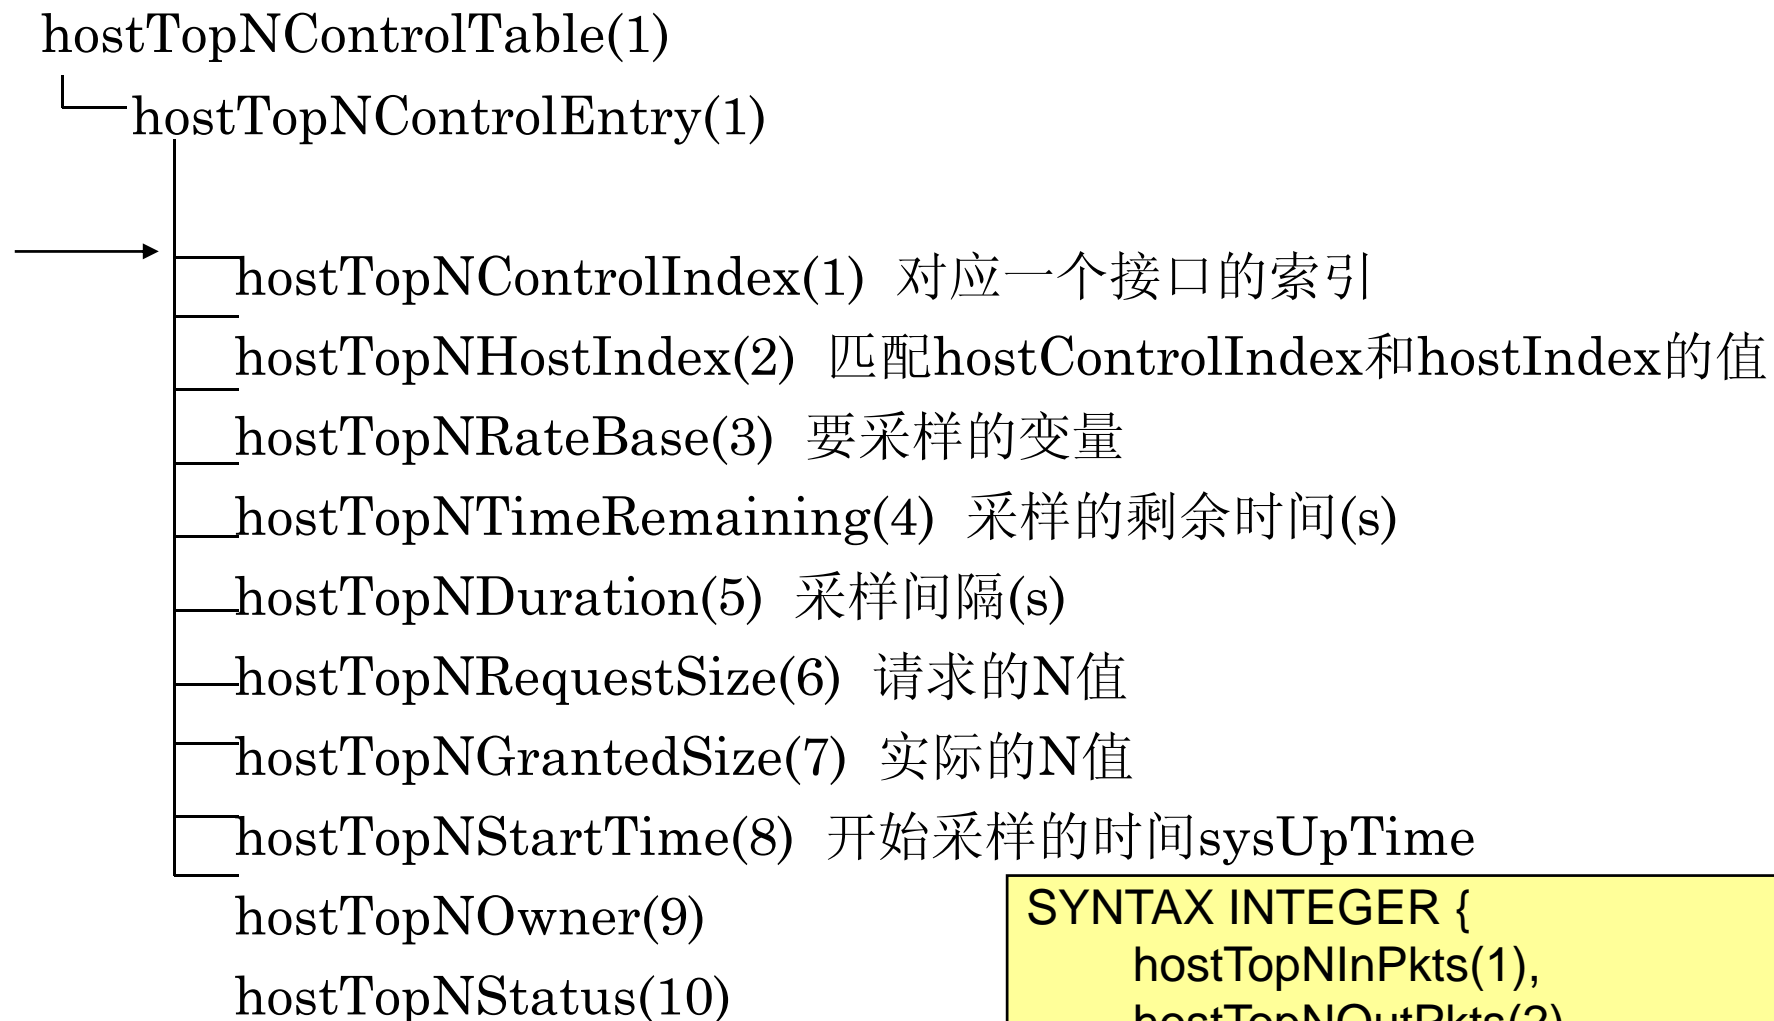 hostTopNControlTable(1)
hostTopNControlEntry(1)
hostTopNControlIndex(1) 对应一个接口的索引
hostTopNHostIndex(2) 匹配hostControlIndex和hostIndex的值
hostTopNRateBase(3) 要采样的变量
hostTopNTimeRemaining(4) 采样的剩余时间(s)
hostTopNDuration(5) 采样间隔(s)
hostTopNRequestSize(6) 请求的N值
hostTopNGrantedSize(7) 实际的N值
hostTopNStartTime(8) 开始采样的时间sysUpTime
hostTopNOwner(9)
hostTopNStatus(10)
SYNTAX INTEGER {
hostTopNInPkts(1),
hostTopNOutPkts(2)